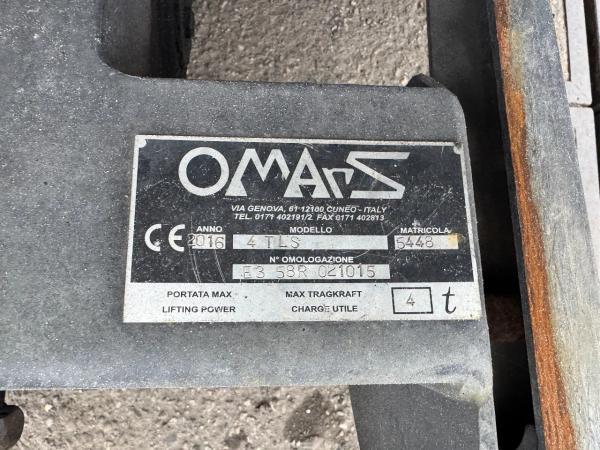 OMARS
VIA GENOVA, 61 12100 CUNEO - ITALY
TEL. 0171 402191/2 FAX 0171 402813
CE ANNO MODELLO MATRICOLA
2016 4 TLS 5448
N° OMOLOGAZIONE
E3 58R 021015
PORTATA MAX MAX TRAGKRAFT 4 t
LIFTING POWER CHARGE UTILE